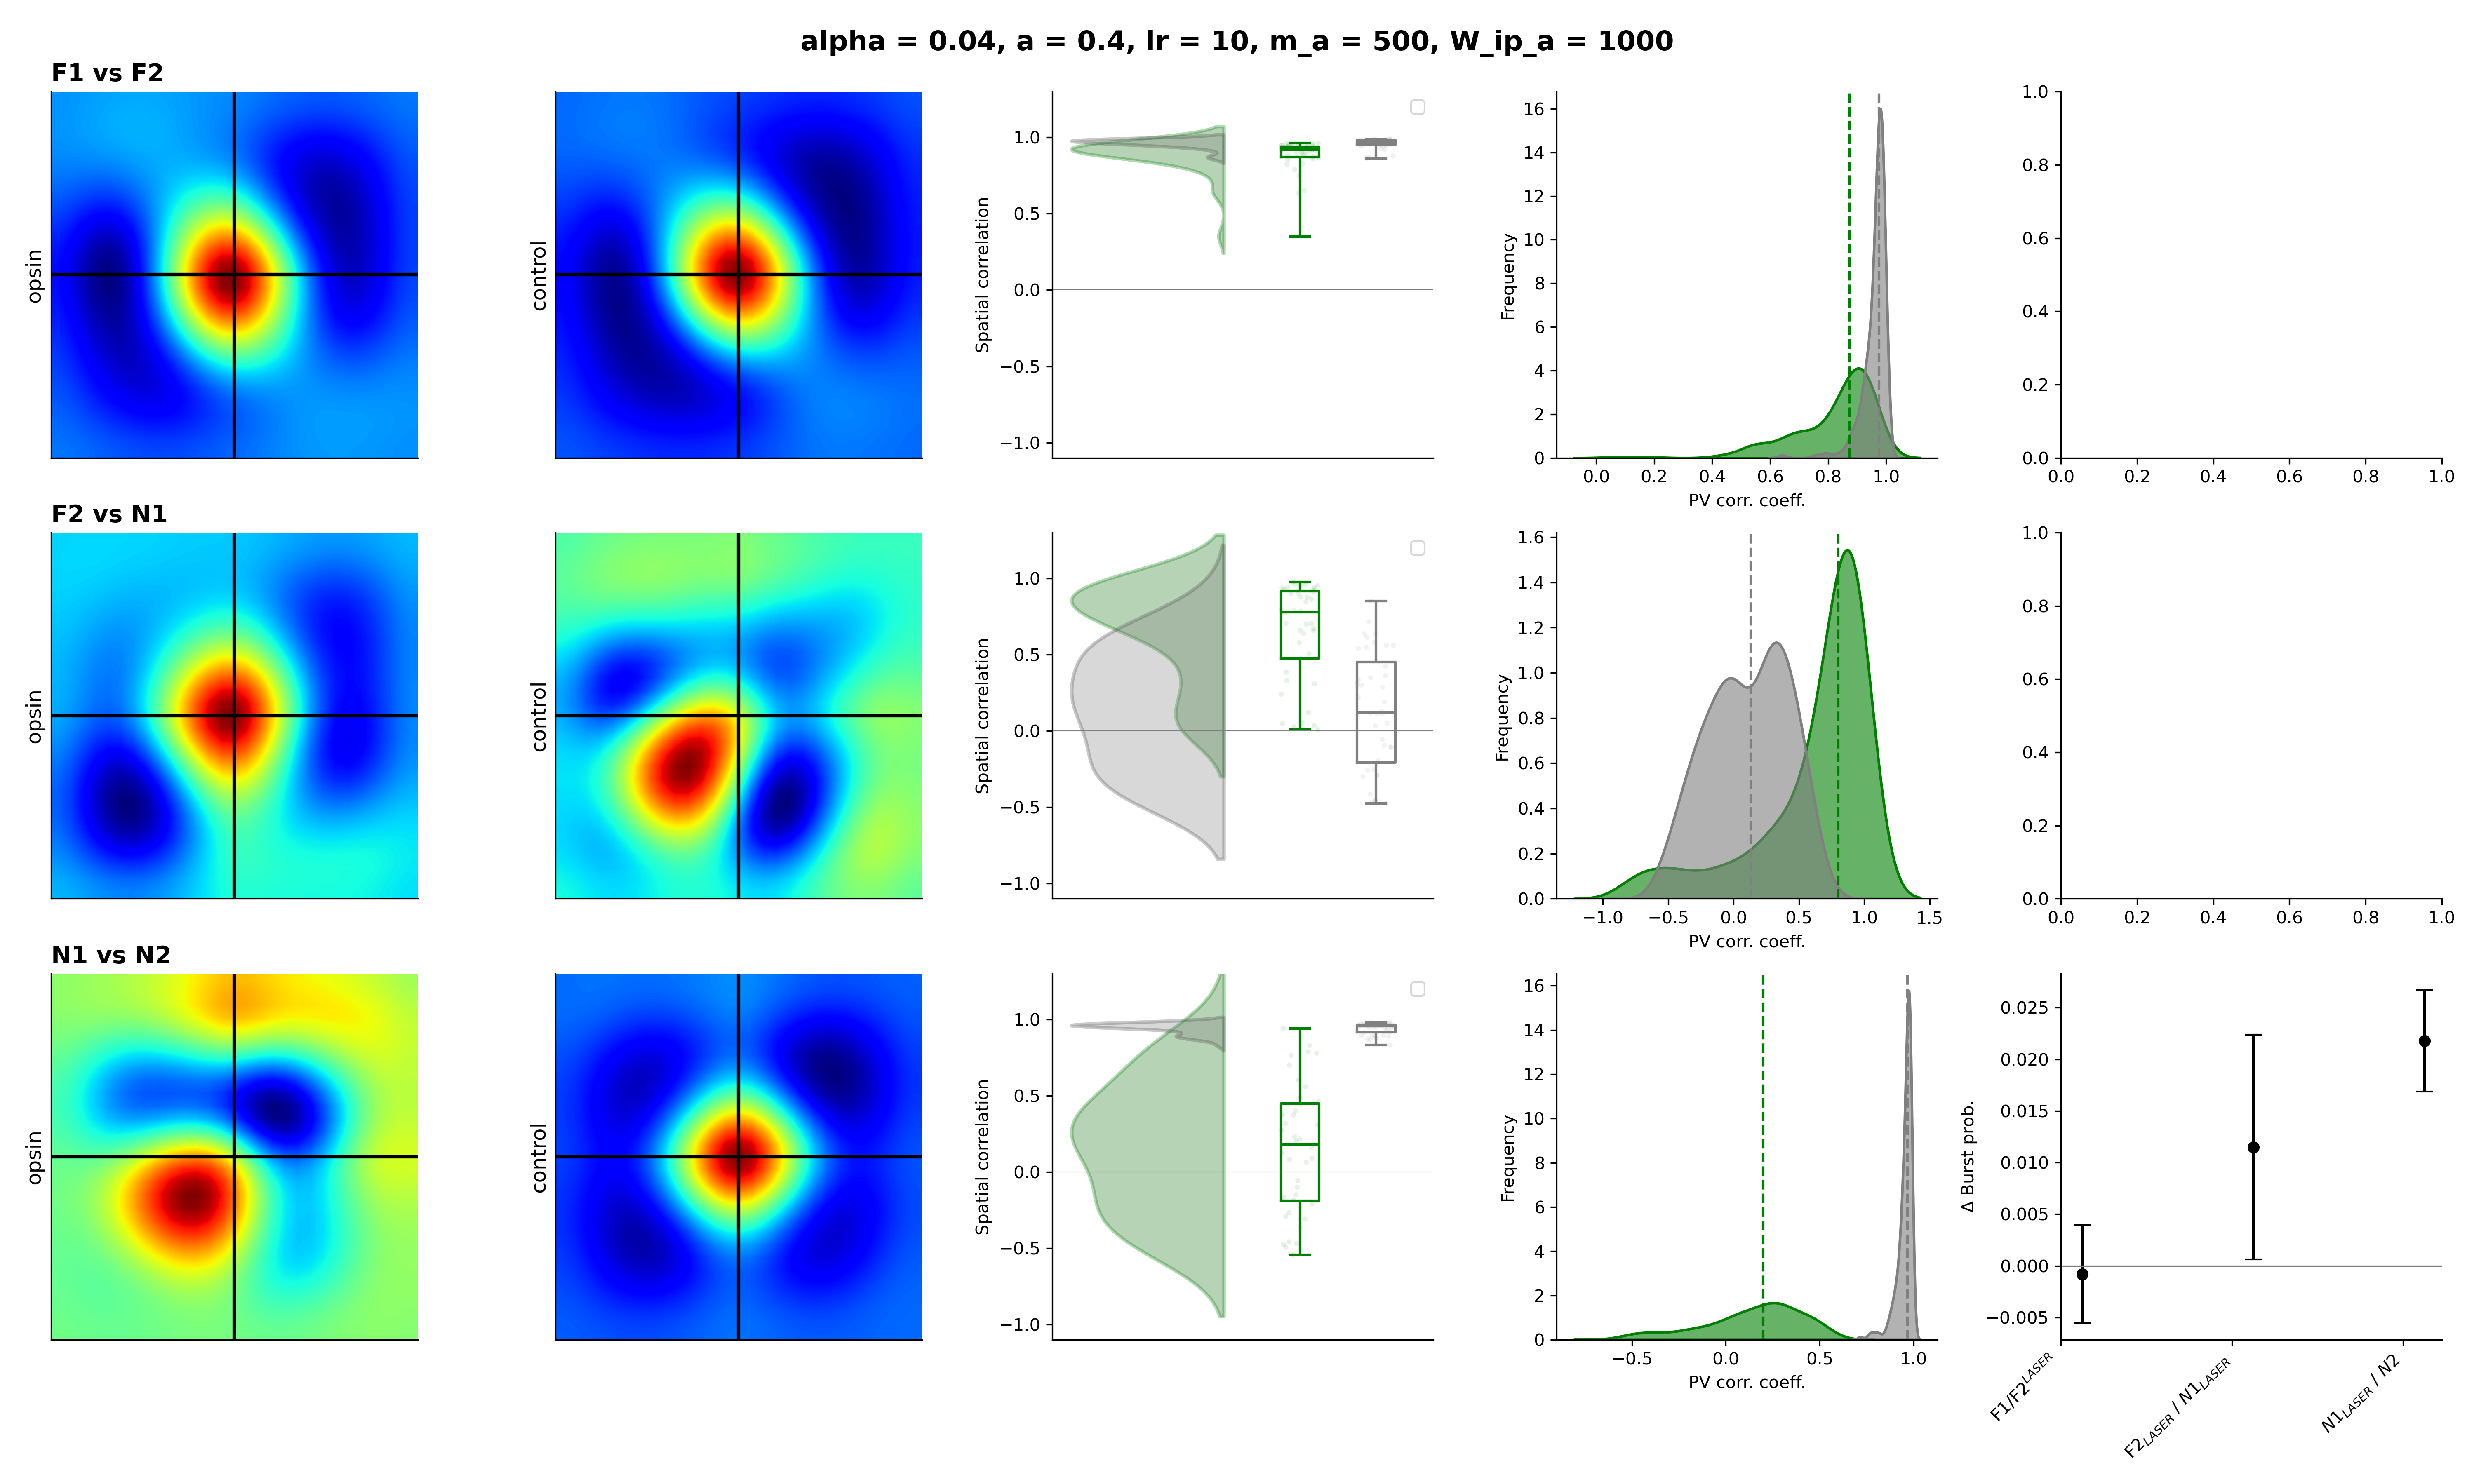 alpha = 0.04, a = 0.4, lr = 10, m_a = 500, W_ip_a = 1000
F1 vs F2
opsin
control
Spatial correlation
1.0
0.5
0.0
−0.5
−1.0
Frequency
16
14
12
10
8
6
4
2
0
0.0 0.2 0.4 0.6 0.8 1.0
PV corr. coeff.
1.0
0.8
0.6
0.4
0.2
0.0
0.0 0.2 0.4 0.6 0.8 1.0
F2 vs N1
opsin
control
Spatial correlation
1.0
0.5
0.0
−0.5
−1.0
Frequency
1.6
1.4
1.2
1.0
0.8
0.6
0.4
0.2
0.0
−1.0 −0.5 0.0 0.5 1.0 1.5
PV corr. coeff.
1.0
0.8
0.6
0.4
0.2
0.0
0.0 0.2 0.4 0.6 0.8 1.0
N1 vs N2
opsin
control
Spatial correlation
1.0
0.5
0.0
−0.5
−1.0
Frequency
16
14
12
10
8
6
4
2
0
−0.5 0.0 0.5 1.0
PV corr. coeff.
Δ Burst prob.
0.025
0.020
0.015
0.010
0.005
0.000
−0.005
F1/F2^LASER
F2_LASER / N1_LASER
N1_LASER / N2